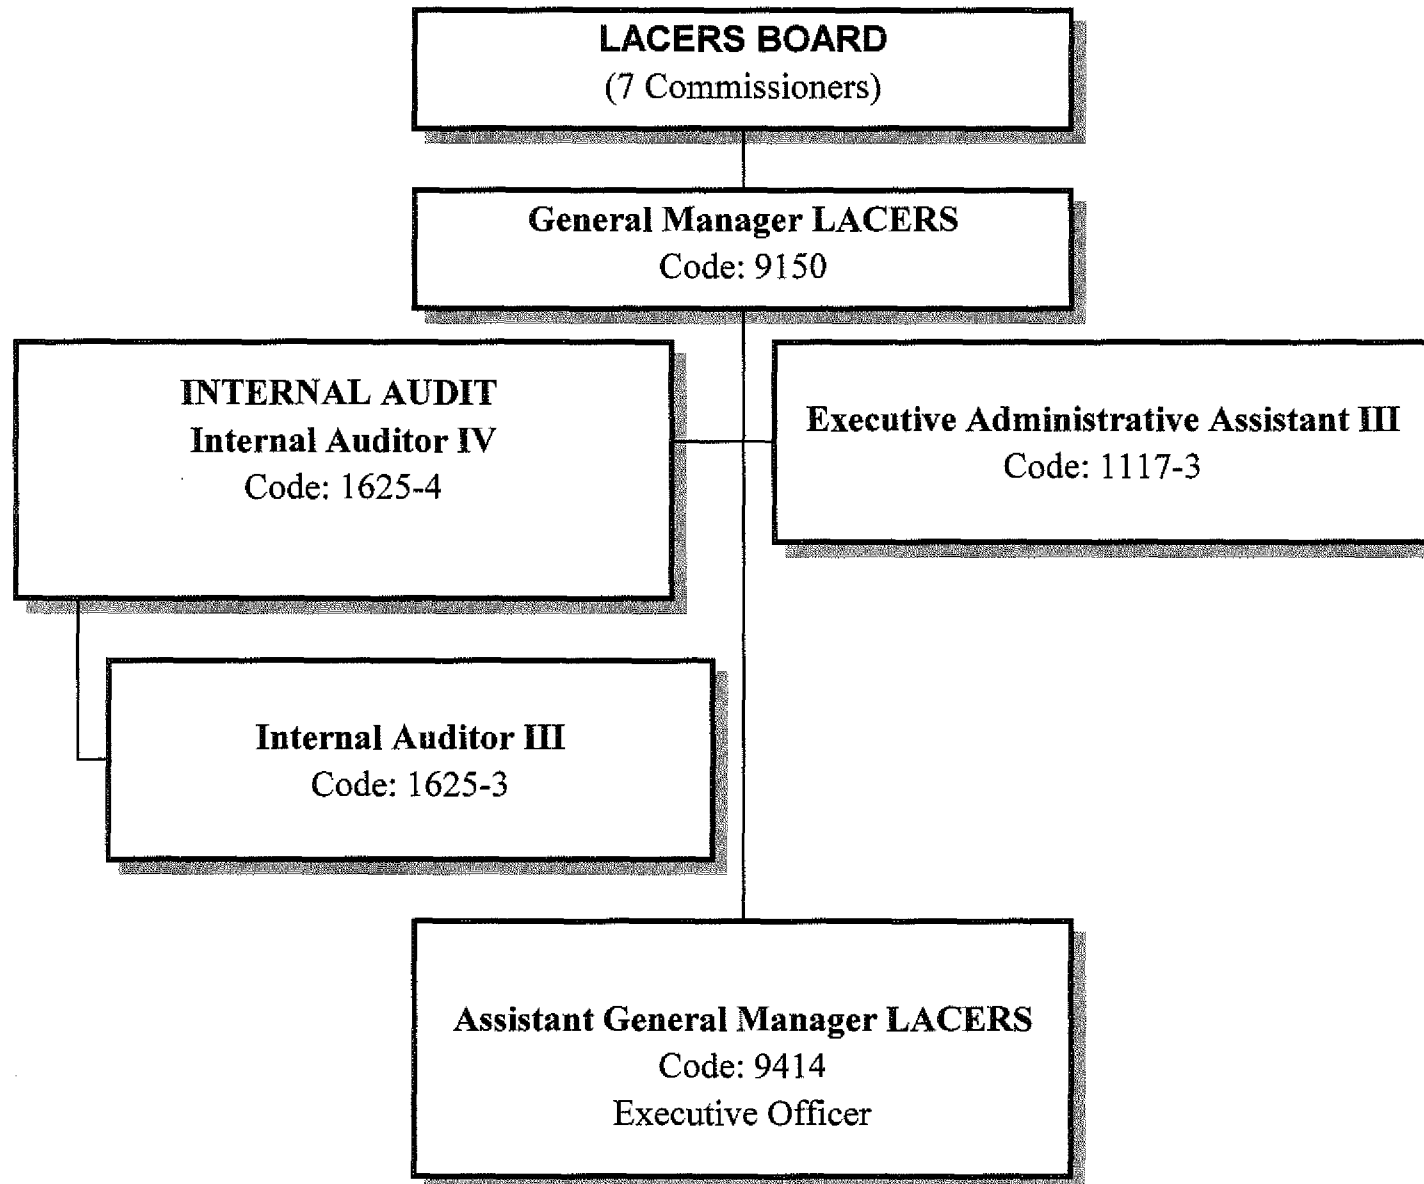 LACERS BOARD
(7 Commissioners)
General Manager LACERS
Code: 9150
INTERNAL AUDIT
Internal Auditor IV
Code: 1625-4
Executive Administrative Assistant III
Code: 1117-3
Internal Auditor III
Code: 1625-3
Assistant General Manager LACERS
Code: 9414
Executive Officer